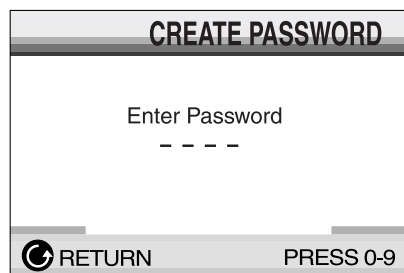 CREATE PASSWORD
Enter Password
– – – –
RETURN PRESS 0-9